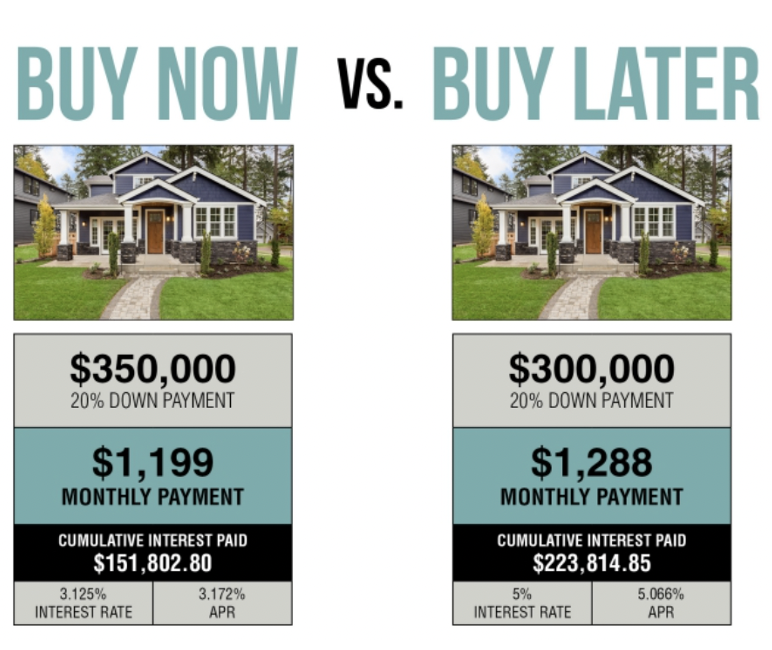 BUY NOW VS. BUY LATER
$350,000
20% DOWN PAYMENT
$1,199
MONTHLY PAYMENT
CUMULATIVE INTEREST PAID
$151,802.80
3.125%
INTEREST RATE
3.172%
APR
$300,000
20% DOWN PAYMENT
$1,288
MONTHLY PAYMENT
CUMULATIVE INTEREST PAID
$223,814.85
5%
INTEREST RATE
5.066%
APR